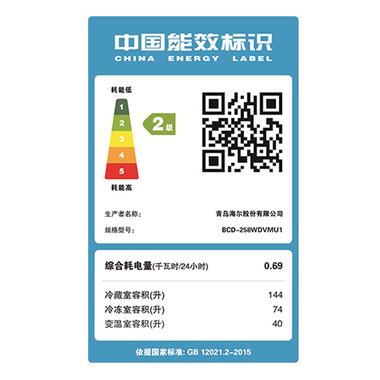 中国能效标识
CHINA ENERGY LABEL
耗能低
1
2
3
4
5
耗能高
2级
生产者名称: 青岛海尔股份有限公司
规格型号: BCD-258WDVMU1
综合耗电量(千瓦时/24小时) 0.69
冷藏室容积(升) 144
冷冻室容积(升) 74
变温室容积(升) 40
依据国家标准: GB 12021.2-2015